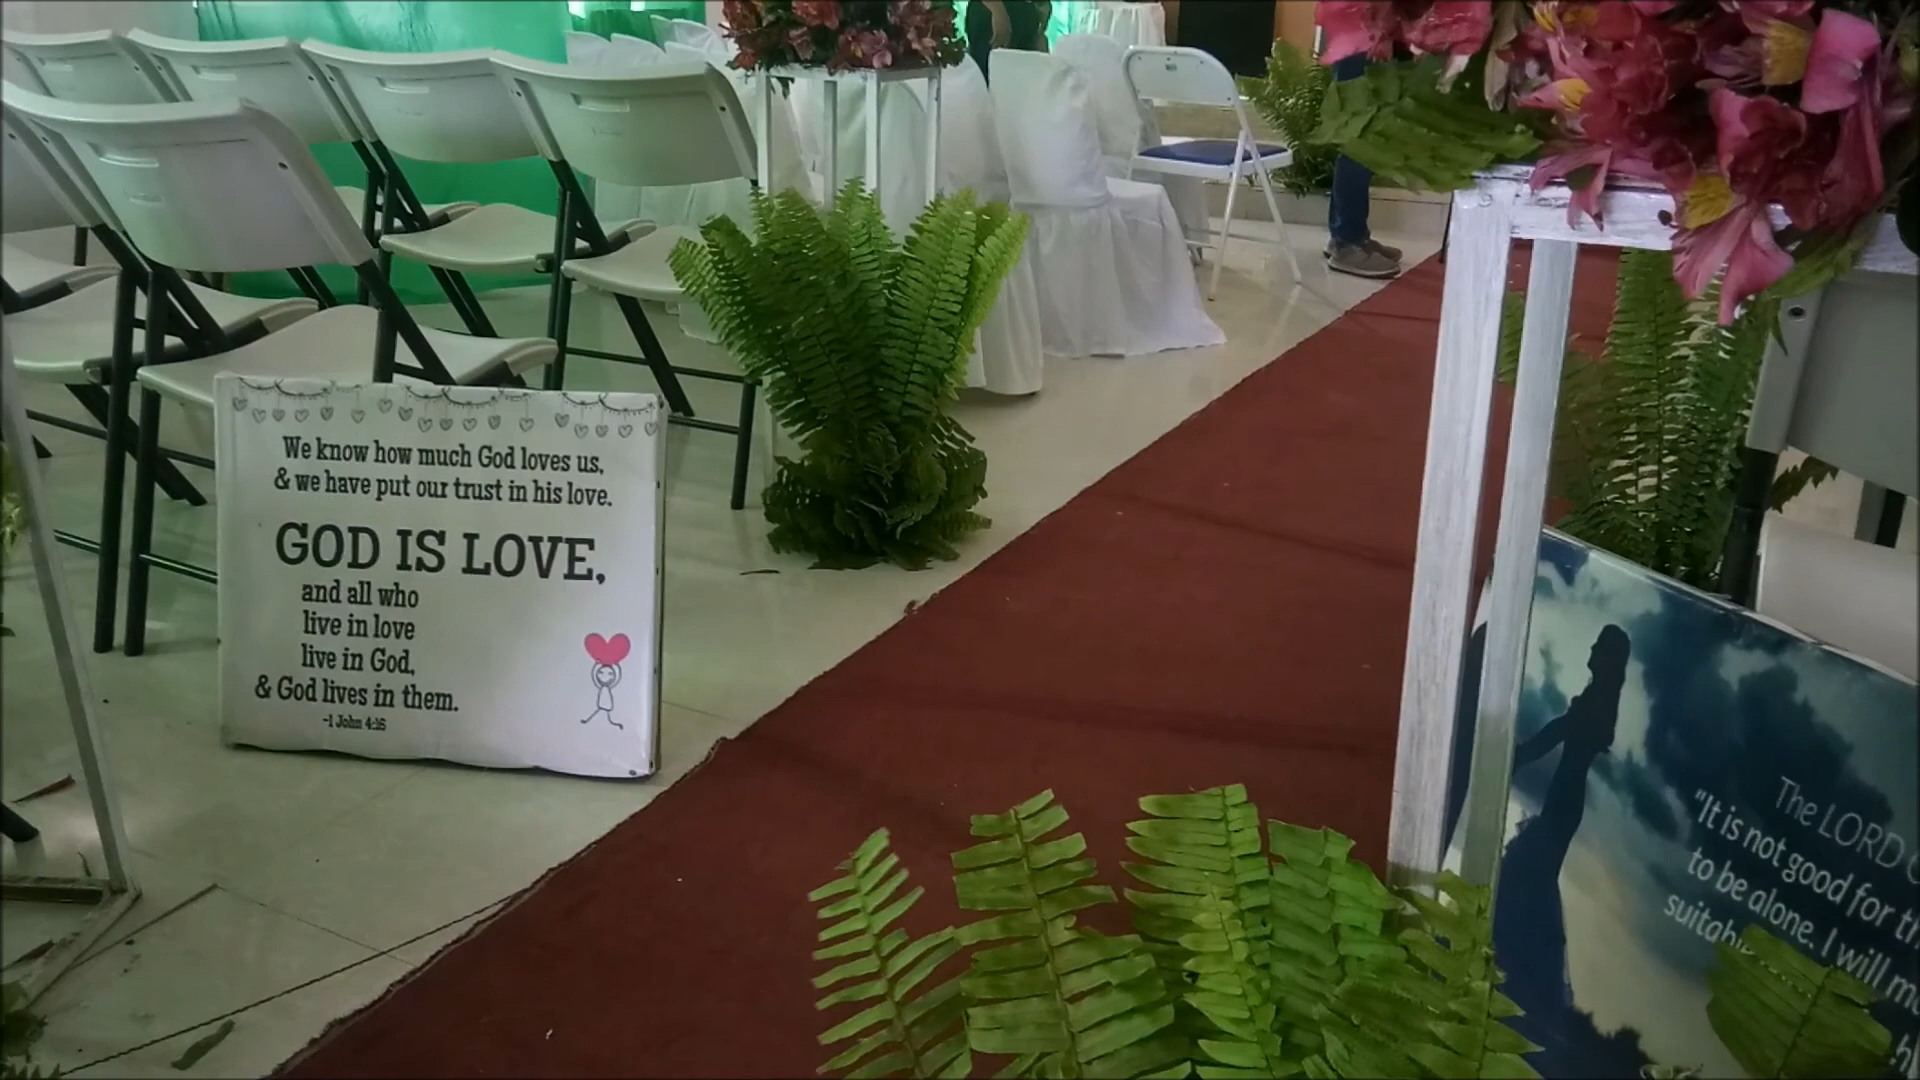 We know how much God loves us,
& we have put our trust in his love.
GOD IS LOVE,
and all who
live in love
live in God,
& God lives in them.
~1 John 4:16
The LORD
"It is not good for
to be alone. I will